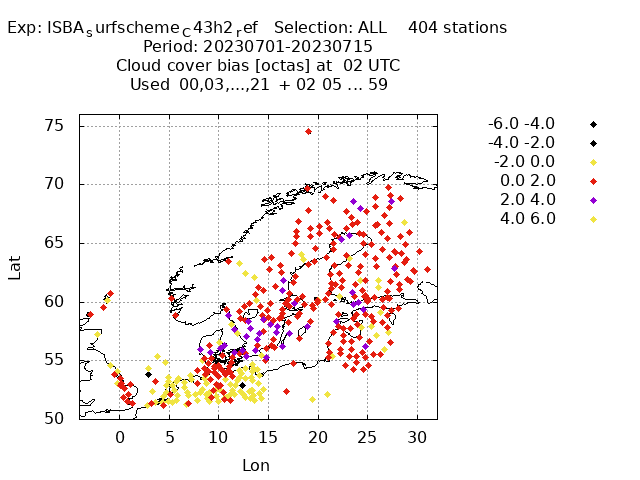 Exp: ISBAsurfschemeC43h2ref Selection: ALL 404 stations
Period: 20230701-20230715
Cloud cover bias [octas] at 02 UTC
Used 00,03,...,21 + 02 05 ... 59
-6.0 -4.0
-4.0 -2.0
-2.0 0.0
0.0 2.0
2.0 4.0
4.0 6.0
75
70
65
60
55
50
Lat
0 5 10 15 20 25 30
Lon